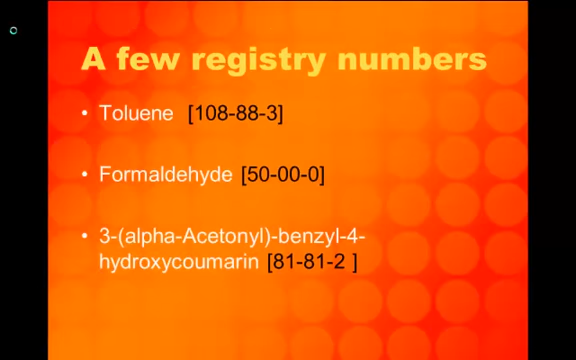 A few registry numbers
• Toluene [108-88-3]
• Formaldehyde [50-00-0]
• 3-(alpha-Acetonyl)-benzyl-4-
hydroxycoumarin [81-81-2 ]